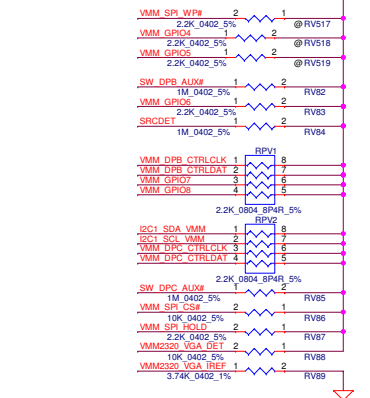 VMM_SPI_WP# 2 1
2.2K_0402_5% @ RV517
VMM_GPIO4 1 2
2.2K_0402_5% @ RV518
VMM_GPIO5 1 2
2.2K_0402_5% @ RV519
SW_DPB_AUX# 1 2
1M_0402_5% RV82
VMM_GPIO6 1 2
2.2K_0402_5% RV83
SRCDET 1 2
1M_0402_5% RV84
RPV1
VMM_DPB_CTRLCLK 1 8
VMM_DPB_CTRLDAT 2 7
VMM_GPIO7 3 6
VMM_GPIO8 4 5
2.2K_0804_8P4R_5%
RPV2
I2C1_SDA_VMM 1 8
I2C1_SCL_VMM 2 7
VMM_DPC_CTRLCLK 3 6
VMM_DPC_CTRLDAT 4 5
2.2K_0804_8P4R_5%
SW_DPC_AUX# 1 2
1M_0402_5% RV85
VMM_SPI_CS# 2 1
10K_0402_5% RV86
VMM_SPI_HOLD 2 1
2.2K_0402_5% RV87
VMM2320_VGA_DET 2 1
10K_0402_5% RV88
VMM2320_VGA_IREF 1 2
3.74K_0402_1% RV89